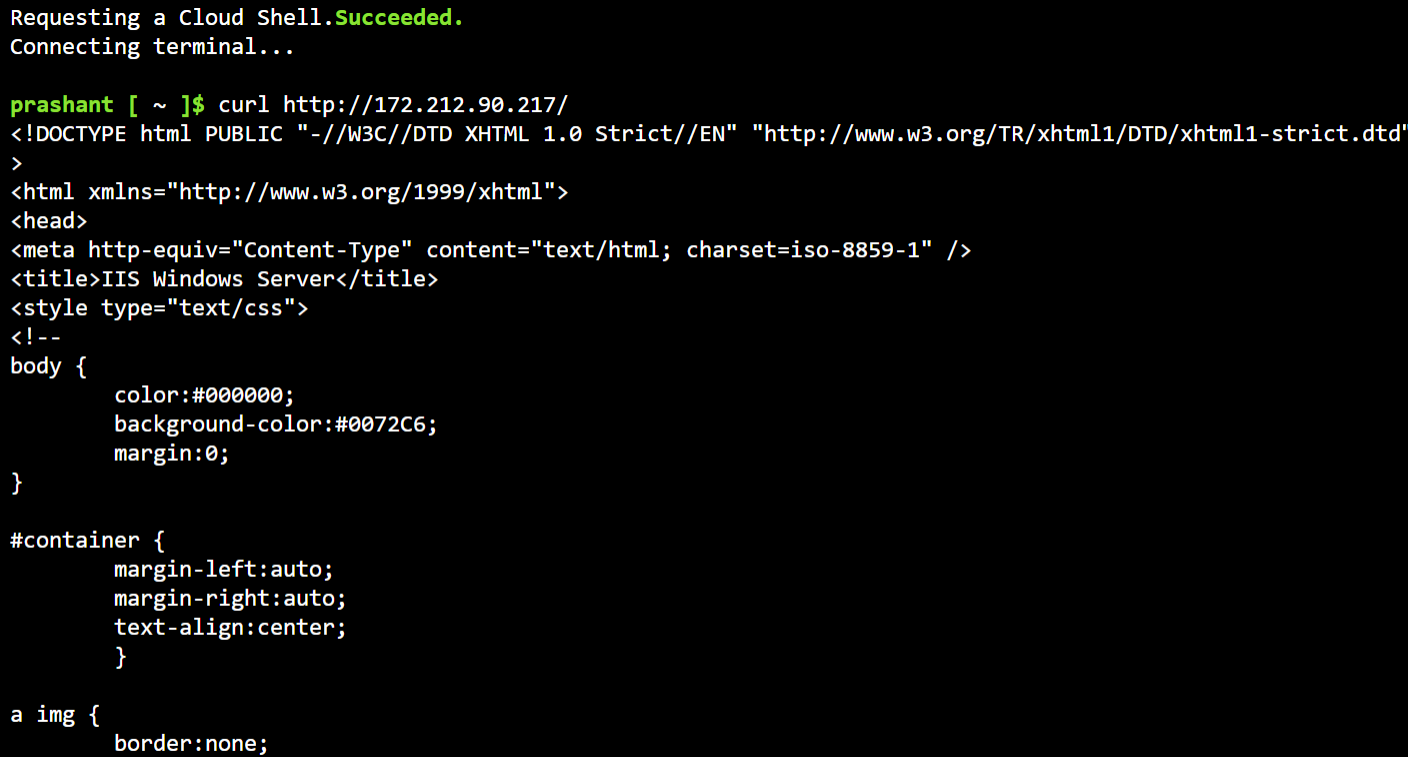 Requesting a Cloud Shell.Succeeded.
Connecting terminal...
prashant [ ~ ]$ curl http://172.212.90.217/
<!DOCTYPE html PUBLIC "-//W3C//DTD XHTML 1.0 Strict//EN" "http://www.w3.org/TR/xhtml1/DTD/xhtml1-strict.dtd"
>
<html xmlns="http://www.w3.org/1999/xhtml">
<head>
<meta http-equiv="Content-Type" content="text/html; charset=iso-8859-1" />
<title>IIS Windows Server</title>
<style type="text/css">
<!--
body {
        color:#000000;
        background-color:#0072C6;
        margin:0;
}
#container {
        margin-left:auto;
        margin-right:auto;
        text-align:center;
        }
a img {
        border:none;